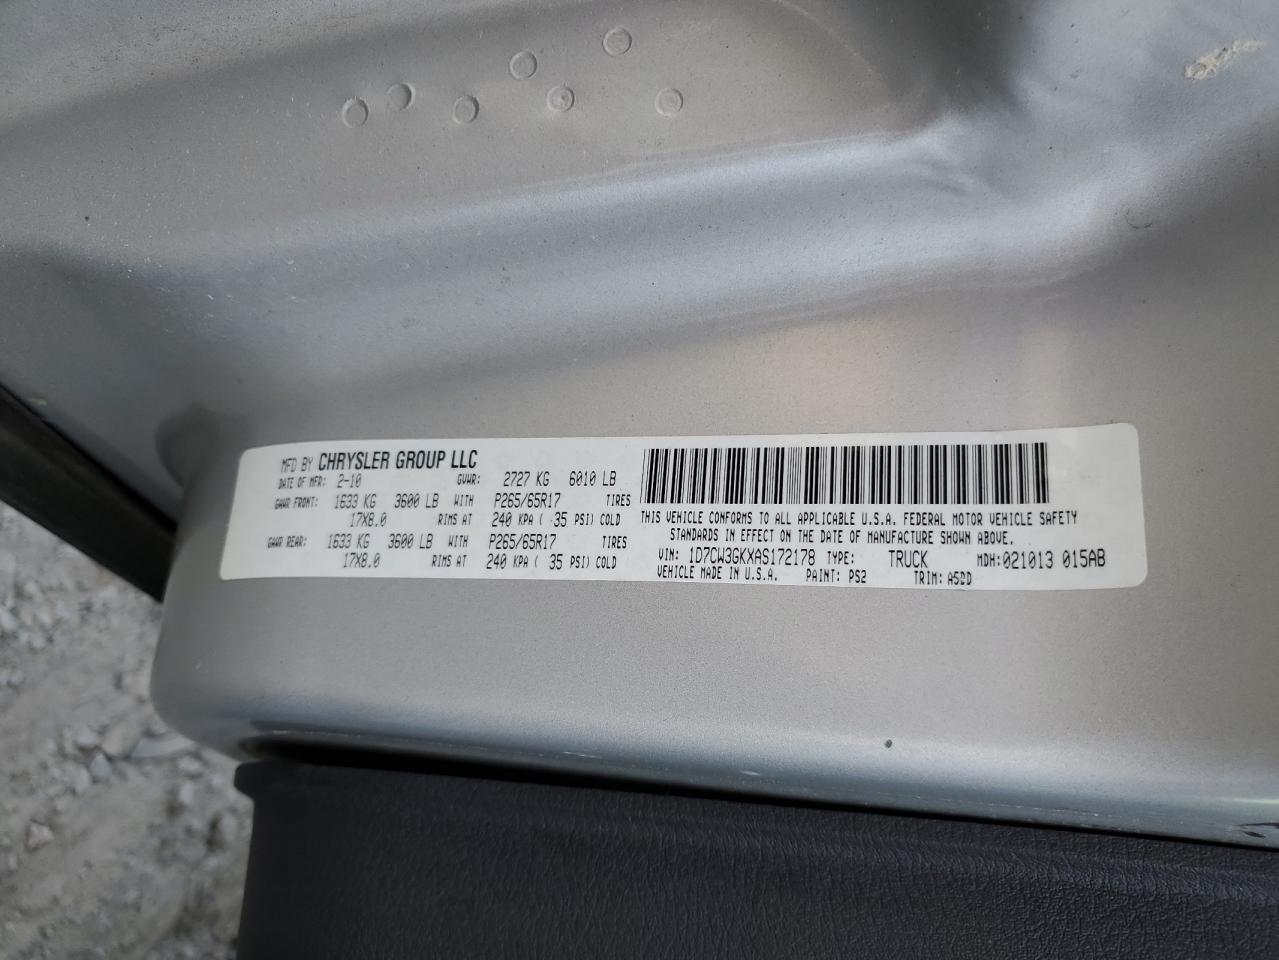 MFD BY CHRYSLER GROUP LLC
DATE OF MFR: 2-10 GVWR: 2727 KG 6010 LB
GAWR FRONT: 1633 KG 3600 LB WITH P265/65R17 TIRES
17X8.0 RIMS AT 240 KPA ( 35 PSI) COLD
GAWR REAR: 1633 KG 3600 LB WITH P265/65R17 TIRES
17X8.0 RIMS AT 240 KPA ( 35 PSI) COLD
THIS VEHICLE CONFORMS TO ALL APPLICABLE U.S.A. FEDERAL MOTOR VEHICLE SAFETY
STANDARDS IN EFFECT ON THE DATE OF MANUFACTURE SHOWN ABOVE.
VIN: 1D7CW3GKXAS172178 TYPE: TRUCK MDH:021013 015AB
VEHICLE MADE IN U.S.A. PAINT: PS2 TRIM: A5DD